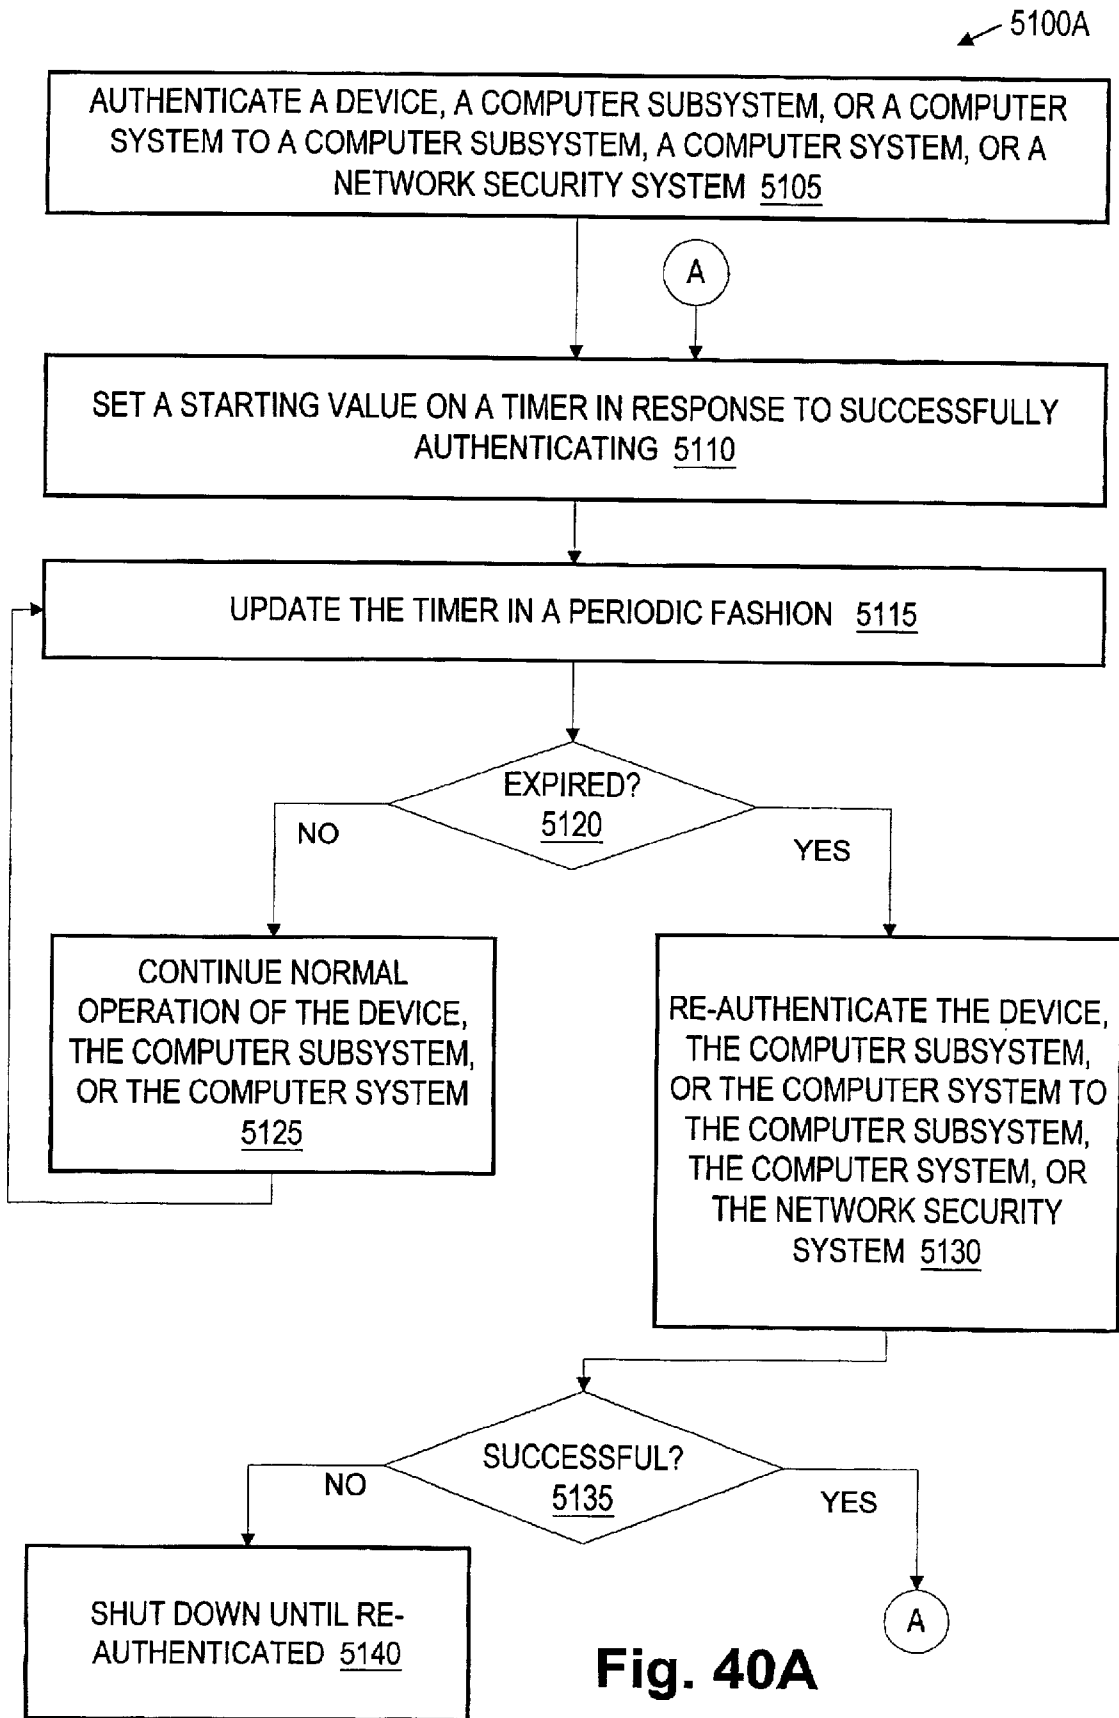 5100A
AUTHENTICATE A DEVICE, A COMPUTER SUBSYSTEM, OR A COMPUTER
SYSTEM TO A COMPUTER SUBSYSTEM, A COMPUTER SYSTEM, OR A
NETWORK SECURITY SYSTEM 5105
A
SET A STARTING VALUE ON A TIMER IN RESPONSE TO SUCCESSFULLY
AUTHENTICATING 5110
UPDATE THE TIMER IN A PERIODIC FASHION 5115
EXPIRED?
5120
NO
YES
CONTINUE NORMAL
OPERATION OF THE DEVICE,
THE COMPUTER SUBSYSTEM,
OR THE COMPUTER SYSTEM
5125
RE-AUTHENTICATE THE DEVICE,
THE COMPUTER SUBSYSTEM,
OR THE COMPUTER SYSTEM TO
THE COMPUTER SUBSYSTEM,
THE COMPUTER SYSTEM, OR
THE NETWORK SECURITY
SYSTEM 5130
SUCCESSFUL?
5135
NO
YES
SHUT DOWN UNTIL RE-
AUTHENTICATED 5140
A
Fig. 40A